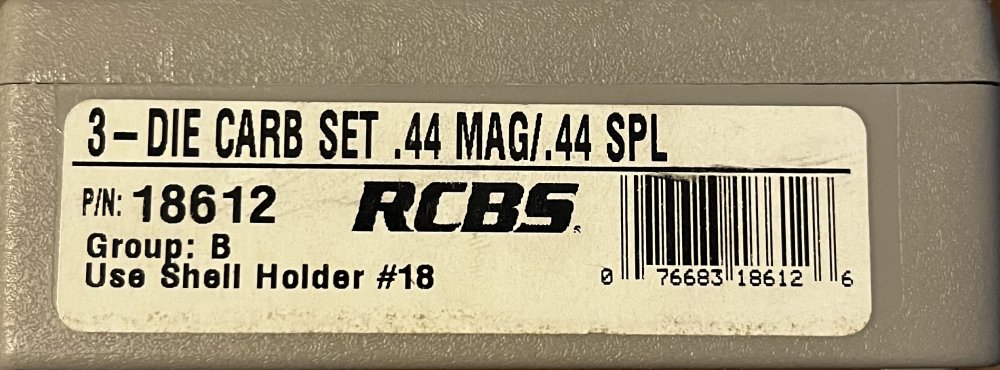 3-DIE CARB SET .44 MAG/.44 SPL
P/N: 18612
RCBS
Group: B
Use Shell Holder #18
0 76683 18612 6